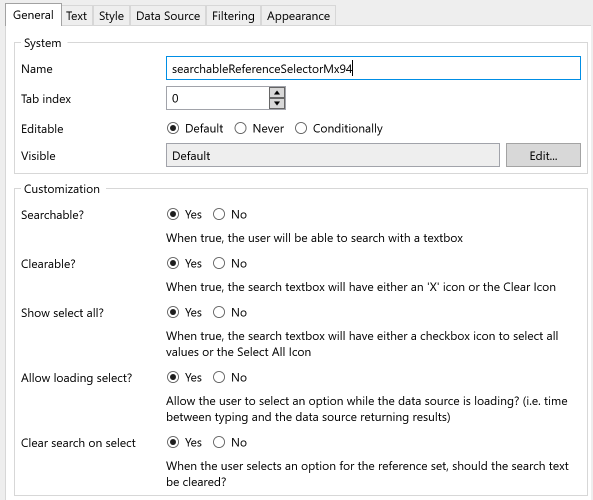 General Text Style Data Source Filtering Appearance
System
Name searchableReferenceSelectorMx94
Tab index 0
Editable Default Never Conditionally
Visible Default Edit...
Customization
Searchable? Yes No
When true, the user will be able to search with a textbox
Clearable? Yes No
When true, the search textbox will have either an 'X' icon or the Clear Icon
Show select all? Yes No
When true, the search textbox will have either a checkbox icon to select all
values or the Select All Icon
Allow loading select? Yes No
Allow the user to select an option while the data source is loading? (i.e. time
between typing and the data source returning results)
Clear search on select Yes No
When the user selects an option for the reference set, should the search text
be cleared?